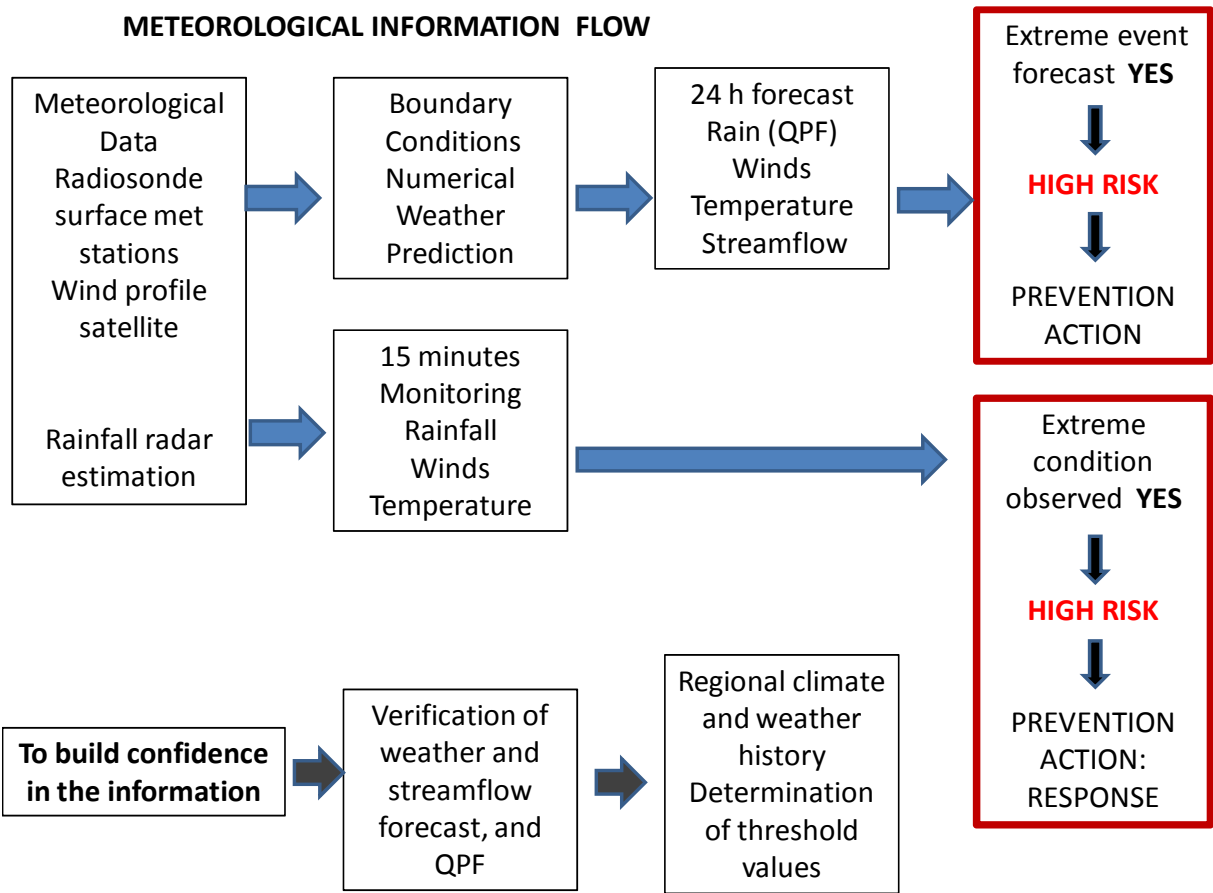 METEOROLOGICAL INFORMATION FLOW
Meteorological
Data
Radiosonde
surface met
stations
Wind profile
satellite
Rainfall radar
estimation
Boundary
Conditions
Numerical
Weather
Prediction
24 h forecast
Rain (QPF)
Winds
Temperature
Streamflow
Extreme event
forecast YES
HIGH RISK
PREVENTION
ACTION
15 minutes
Monitoring
Rainfall
Winds
Temperature
Extreme
condition
observed YES
HIGH RISK
PREVENTION
ACTION:
RESPONSE
To build confidence
in the information
Verification of
weather and
streamflow
forecast, and
QPF
Regional climate
and weather
history
Determination
of threshold
values